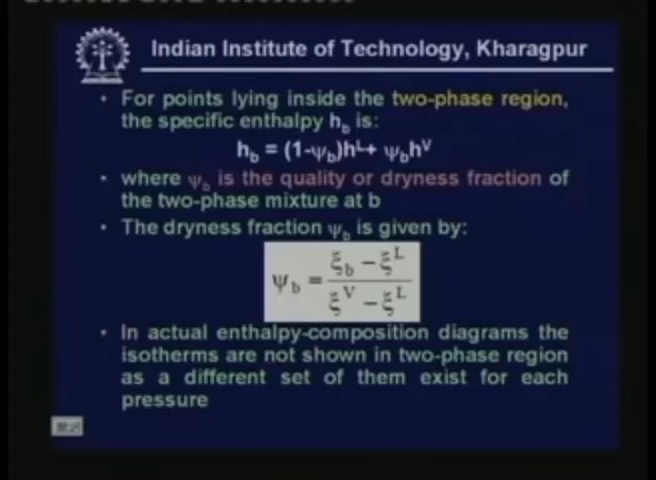 Indian Institute of Technology, Kharagpur
• For points lying inside the two-phase region,
the specific enthalpy h_b is:
h_b = (1-ψ_b)h^L + ψ_b h^V
• where ψ_b is the quality or dryness fraction of
the two-phase mixture at b
• The dryness fraction ψ_b is given by:
ψ_b = (ξ_b − ξ^L) / (ξ^V − ξ^L)
• In actual enthalpy-composition diagrams the
isotherms are not shown in two-phase region
as a different set of them exist for each
pressure